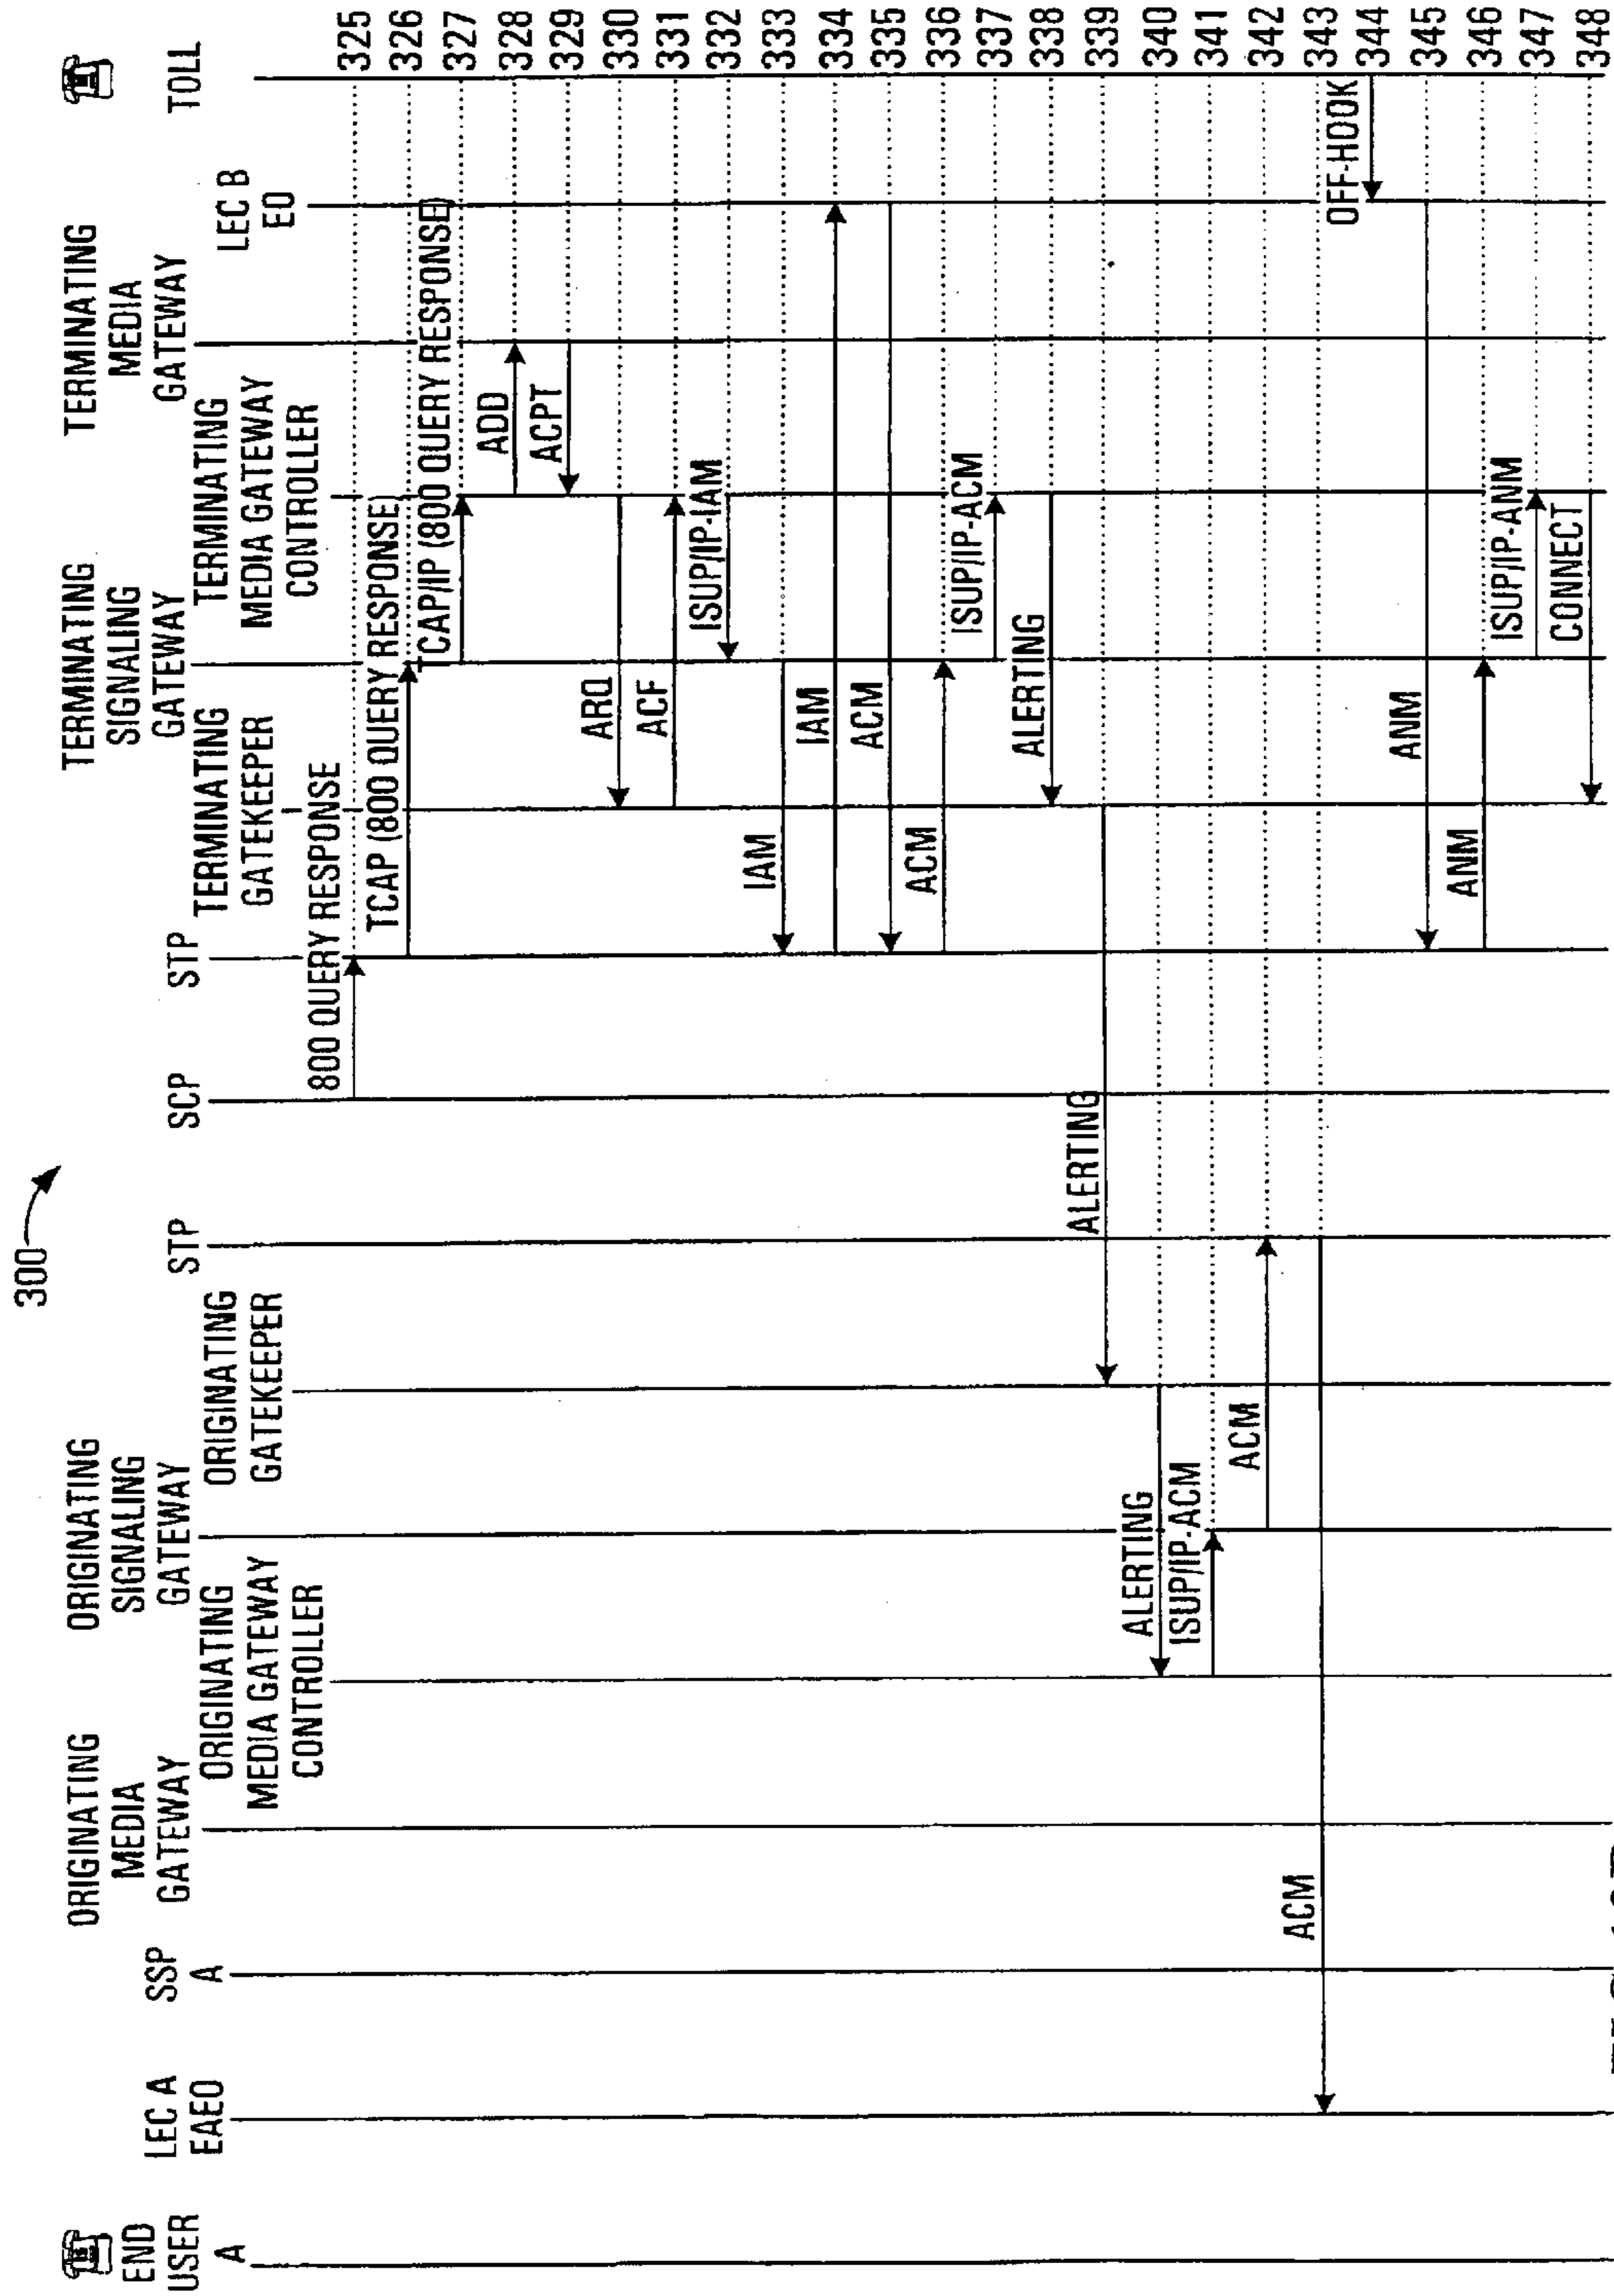 300
END
USER
A
LEC A
EAEO
SSP
A
ORIGINATING
MEDIA
GATEWAY
ORIGINATING
MEDIA GATEWAY
CONTROLLER
ORIGINATING
SIGNALING
GATEWAY
ORIGINATING
GATEKEEPER
STP
SCP
STP
TERMINATING
GATEKEEPER
TERMINATING
SIGNALING
GATEWAY
TERMINATING
MEDIA GATEWAY
CONTROLLER
TERMINATING
MEDIA
GATEWAY
LEC B
EO
TOLL
800 QUERY RESPONSE
325
TCAP (800 QUERY RESPONSE)
326
TCAP/IP (800 QUERY RESPONSE)
327
ADD
328
ACPT
329
ARQ
330
ACF
331
ISUP/IP-IAM
332
IAM
333
IAM
334
ACM
335
ACM
336
ISUP/IP-ACM
337
ALERTING
338
ALERTING
339
ALERTING
340
ISUP/IP-ACM
341
ACM
342
ACM
343
OFF-HOOK
344
ANM
345
ANM
346
ISUP/IP-ANM
347
CONNECT
348